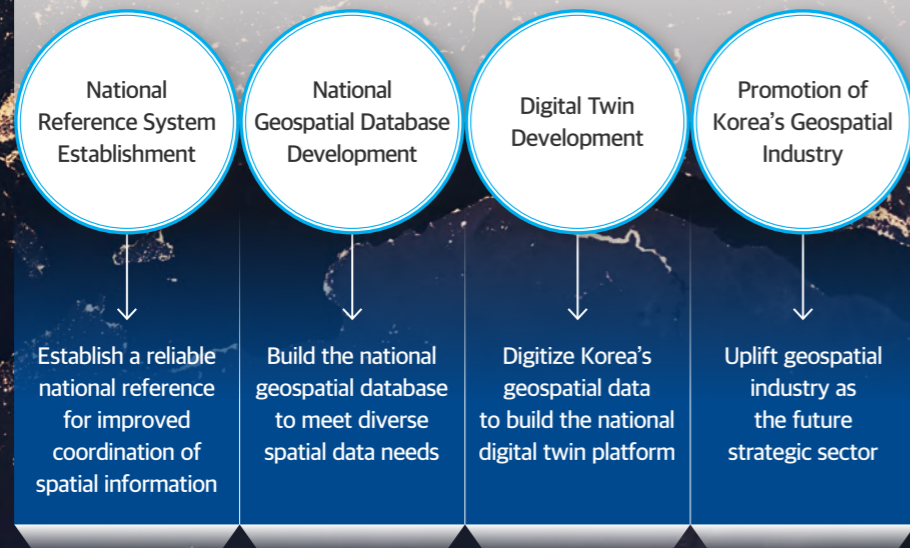 National
Reference System
Establishment
National
Geospatial Database
Development
Digital Twin
Development
Promotion of
Korea's Geospatial
Industry
Establish a reliable
national reference
for improved
coordination of
spatial information
Build the national
geospatial database
to meet diverse
spatial data needs
Digitize Korea's
geospatial data
to build the national
digital twin platform
Uplift geospatial
industry as
the future
strategic sector